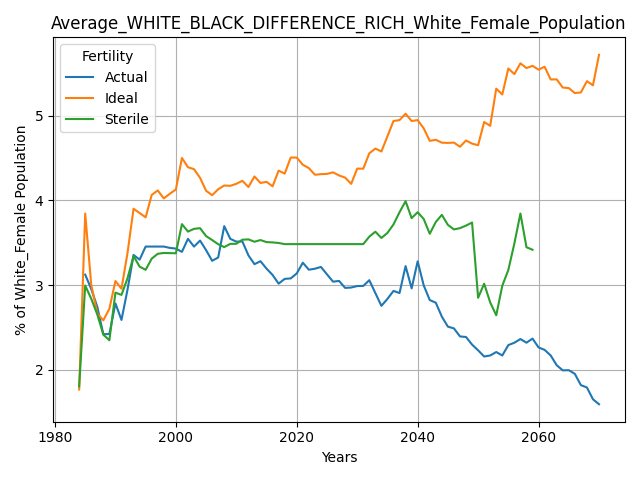 Average_WHITE_BLACK_DIFFERENCE_RICH_White_Female_Population
Fertility
Actual
Ideal
Sterile
% of White_Female Population
5
4
3
2
1980 2000 2020 2040 2060
Years